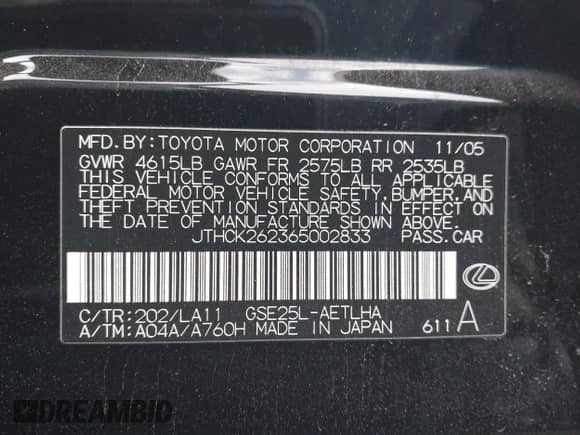 MFD.BY:TOYOTA MOTOR CORPORATION 11/05
GVWR 4615LB GAWR FR 2575LB RR 2535LB
THIS VEHICLE CONFORMS TO ALL APPLICABLE
FEDERAL MOTOR VEHICLE SAFETY,BUMPER,AND
THEFT PREVENTION STANDARDS IN EFFECT ON
THE DATE OF MANUFACTURE SHOWN ABOVE.
JTHCK262365002833 PASS.CAR
C/TR:202/LA11 GSE25L-AETLHA
A/TM:A04A/A760H MADE IN JAPAN 611 A
DREAMBID